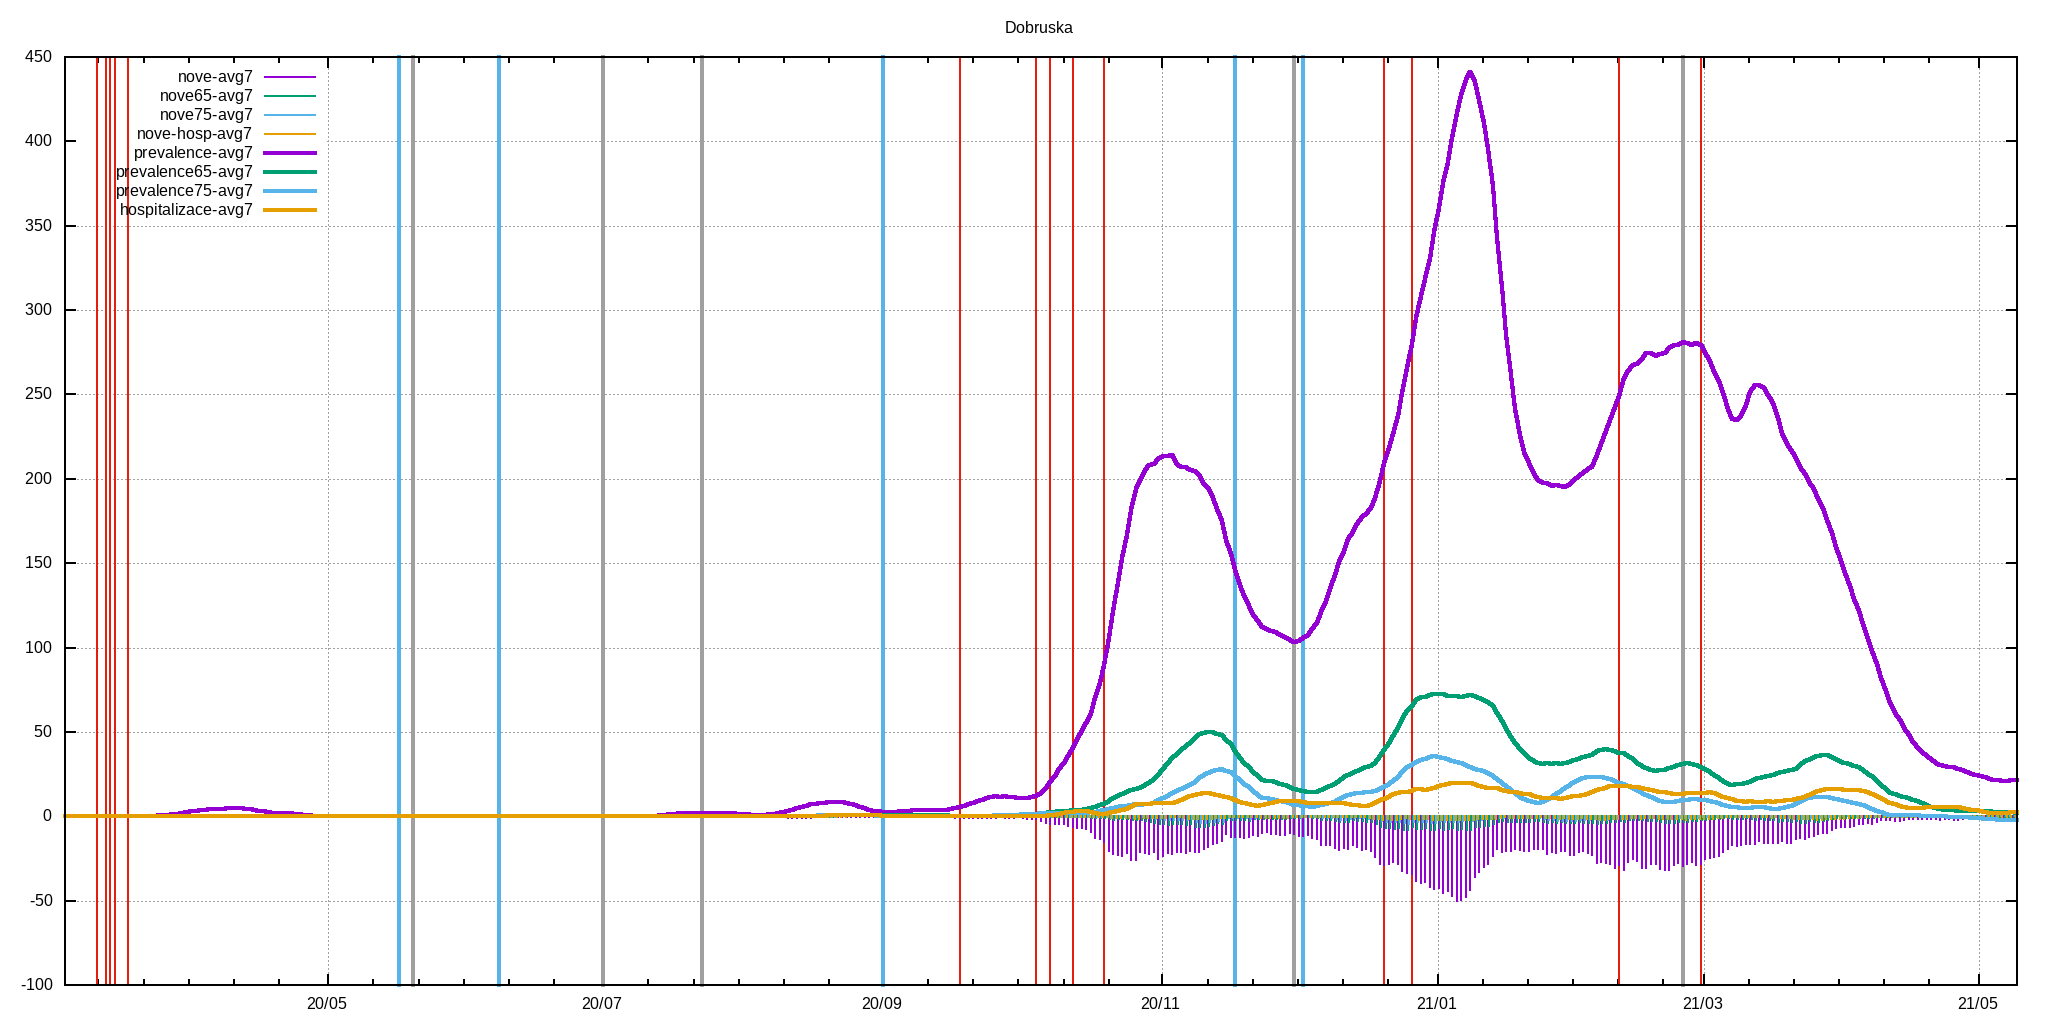 Dobruska
450
400
350
300
250
200
150
100
50
0
-50
-100
nove-avg7
nove65-avg7
nove75-avg7
nove-hosp-avg7
prevalence-avg7
prevalence65-avg7
prevalence75-avg7
hospitalizace-avg7
20/05 20/07 20/09 20/11 21/01 21/03 21/05